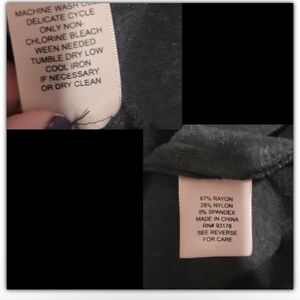 MACHINE WASH COLD
DELICATE CYCLE
ONLY NON-
CHLORINE BLEACH
WEEN NEEDED
TUMBLE DRY LOW
COOL IRON
IF NECESSARY
OR DRY CLEAN
67% RAYON
28% NYLON
5% SPANDEX
MADE IN CHINA
RN# 93178
SEE REVERSE
FOR CARE